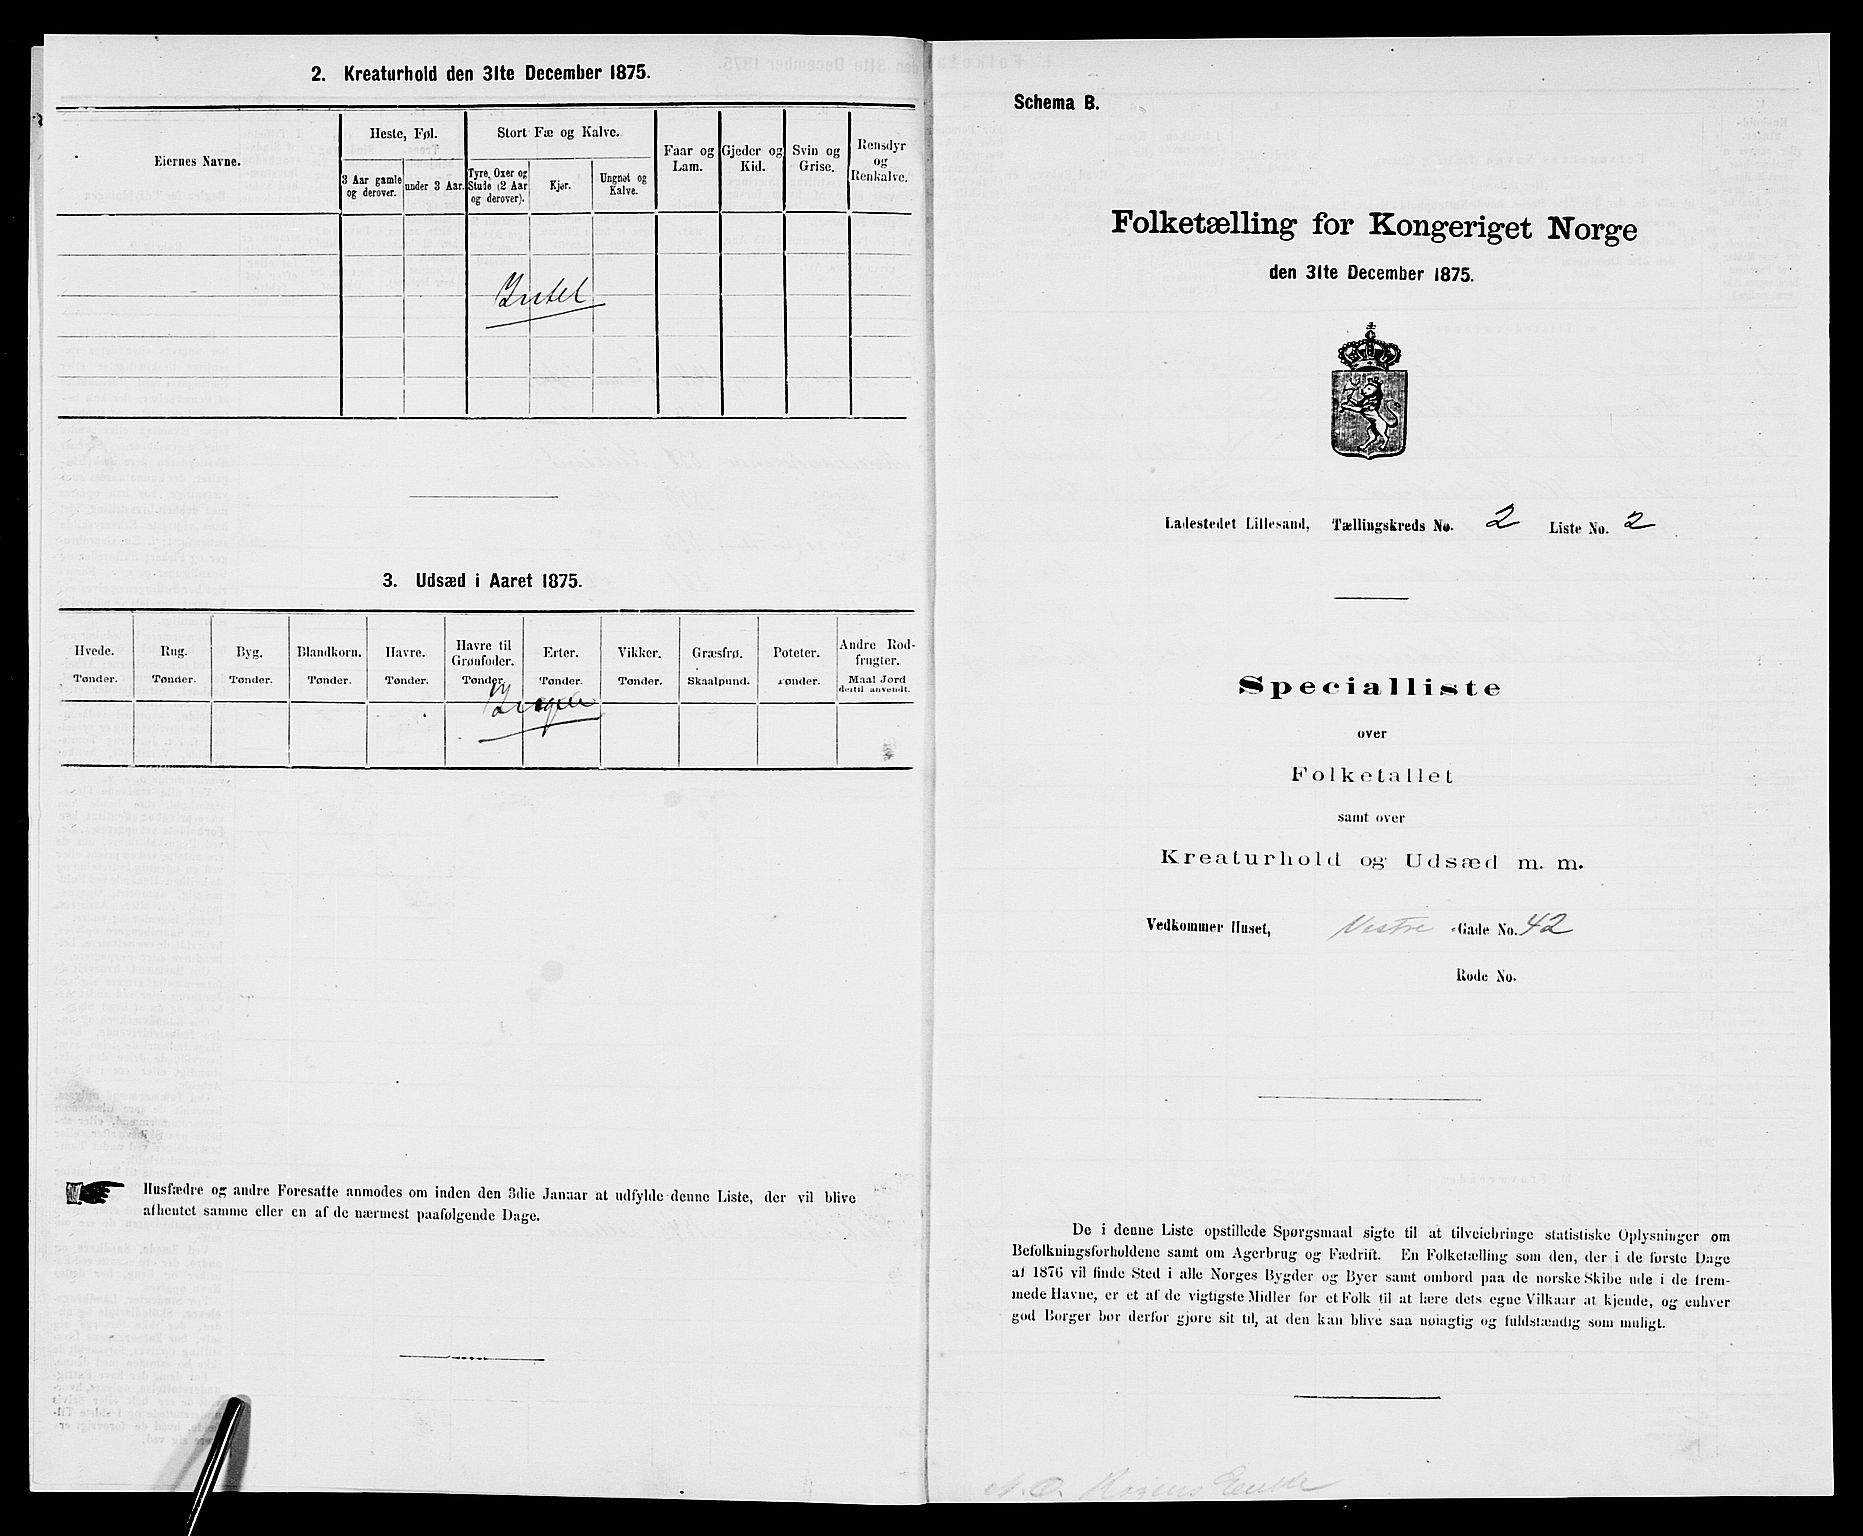 2. Kreaturhold den 31te December 1875.
Eiernes Navne.
Heste, Føl.
3 Aar gamle og derover.
under 3 Aar.
Stort Fæ og Kalve.
Tyre, Oxer og Stude (2 Aar og derover).
Kjør.
Ungnøt og Kalve.
Faar og Lam.
Gjeder og Kid.
Svin og Grise.
Rensdyr og Renkalve.
Intet
3. Udsæd i Aaret 1875.
Hvede. Rug. Byg. Blandkorn. Havre. Havre til Grønfoder. Erter. Vikker. Græsfrø. Poteter. Andre Rodfrugter.
Tønder. Tønder. Tønder. Tønder. Tønder. Tønder. Tønder. Tønder. Skaalpund. Tønder. Maal Jord dertil anvendt.
Husfædre og andre Foresatte anmodes om inden den 3die Januar at udfylde denne Liste, der vil blive
afhentet samme eller en af de nærmest paafølgende Dage.
Schema B.
Folketælling for Kongeriget Norge
den 31te December 1875.
Ladestedet Lillesand, Tællingskreds No. 2 Liste No. 2
Specialliste
over
Folketallet
samt over
Kreaturhold og Udsæd m. m.
Vedkommer Huset, Vestre Gade No. 42
Rode No.
De i denne Liste opstillede Spørgsmaal sigte til at tilveiebringe statistiske Oplysninger om
Befolkningsforholdene samt om Agerbrug og Fædrift. En Folketælling som den, der i de første Dage
af 1876 vil finde Sted i alle Norges Bygder og Byer samt ombord paa de norske Skibe ude i de frem-
mede Havne, er et af de vigtigste Midler for et Folk til at lære dets egne Vilkaar at kjende, og enhver
god Borger bør derfor gjøre sit til, at den kan blive saa nøiagtig og fuldstændig som muligt.